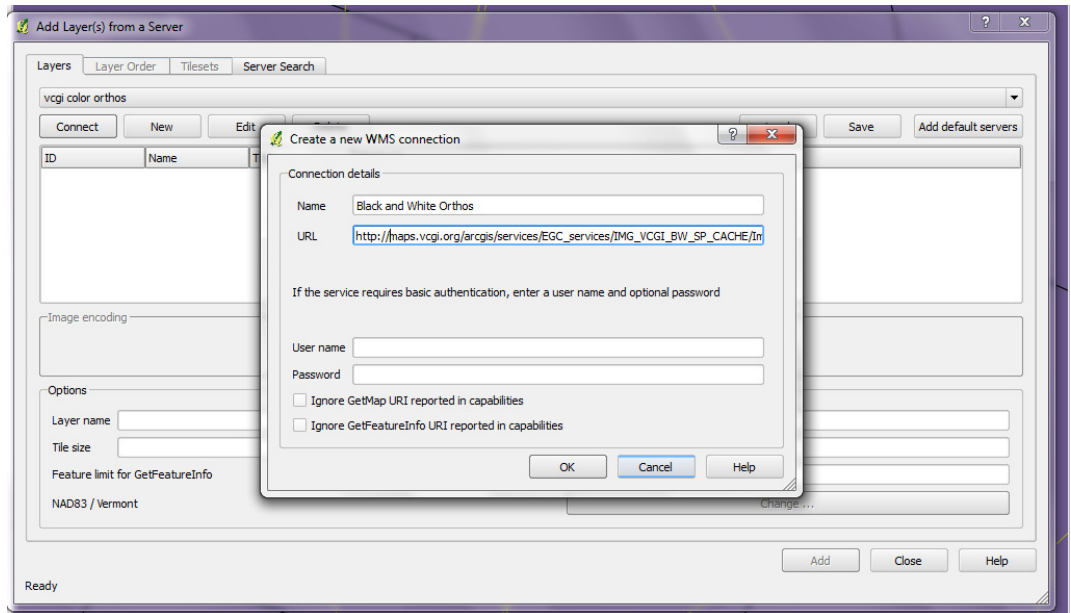 Add Layer(s) from a Server
Layers Layer Order Tilesets Server Search
vcgi color orthos
Connect New Edit Save Add default servers
ID Name
Create a new WMS connection
Connection details
Name Black and White Orthos
URL http://maps.vcgi.org/arcgis/services/EGC_services/IMG_VCGI_BW_SP_CACHE/Im
If the service requires basic authentication, enter a user name and optional password
User name
Password
Ignore GetMap URI reported in capabilities
Ignore GetFeatureInfo URI reported in capabilities
OK Cancel Help
Image encoding
Options
Layer name
Tile size
Feature limit for GetFeatureInfo
NAD83 / Vermont Change ...
Add Close Help
Ready